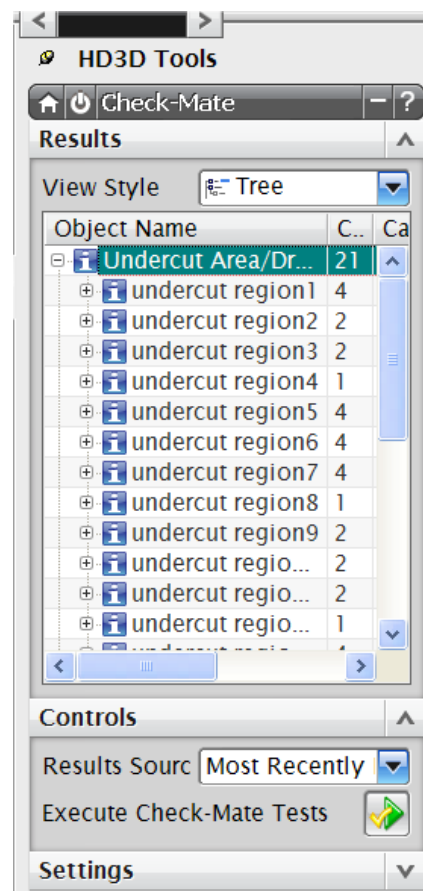 HD3D Tools
Check-Mate
Results
View Style Tree
Object Name C.. Ca
Undercut Area/Dr... 21
undercut region1 4
undercut region2 2
undercut region3 2
undercut region4 1
undercut region5 4
undercut region6 4
undercut region7 4
undercut region8 1
undercut region9 2
undercut regio... 2
undercut regio... 2
undercut regio... 1
Controls
Results Sourc Most Recently
Execute Check-Mate Tests
Settings